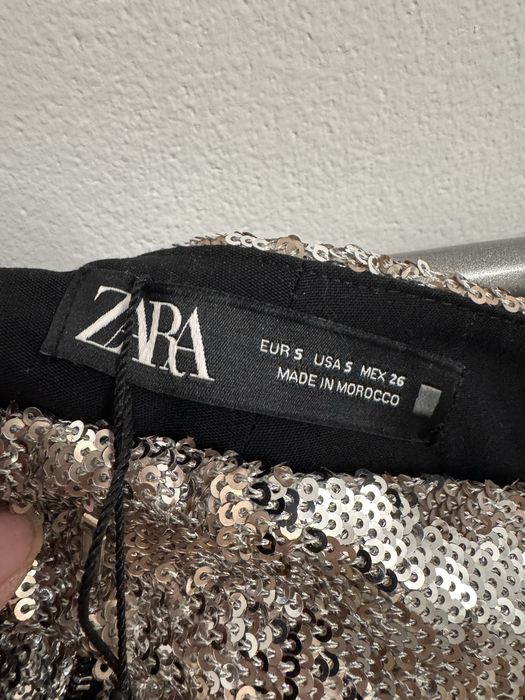 ZARA
EUR S USA S MEX 26
MADE IN MOROCCO